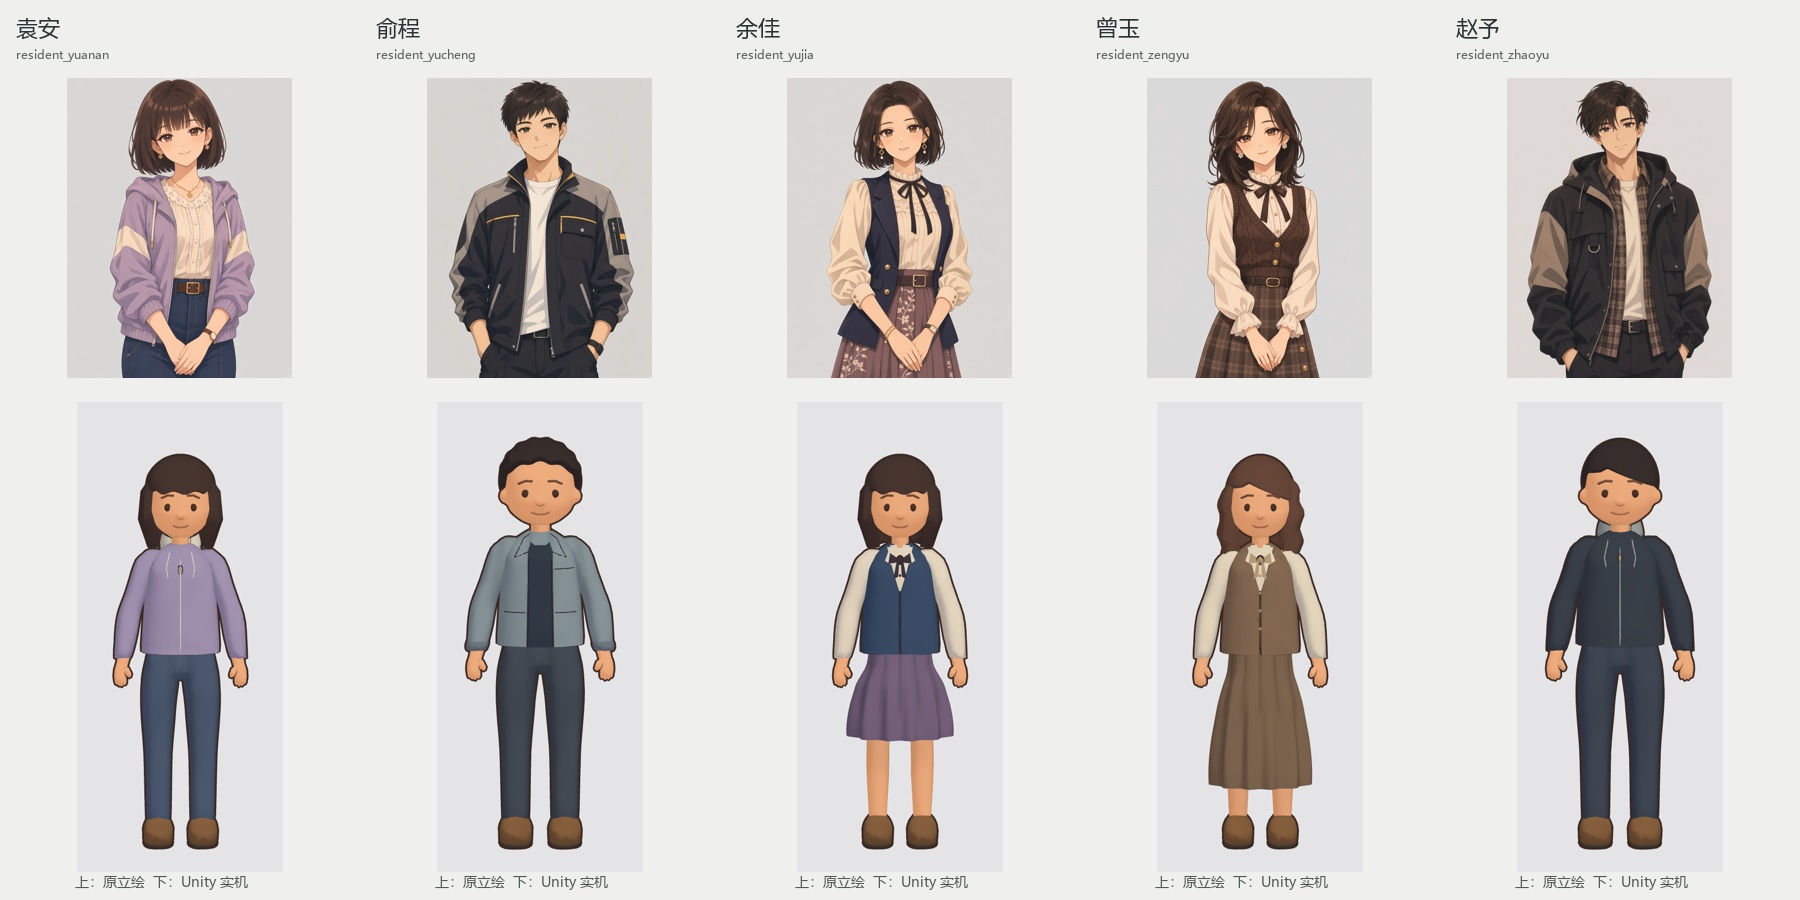 袁安
resident_yuanan
俞程
resident_yucheng
余佳
resident_yujia
曾玉
resident_zengyu
赵予
resident_zhaoyu
上：原立绘 下：Unity 实机
上：原立绘 下：Unity 实机
上：原立绘 下：Unity 实机
上：原立绘 下：Unity 实机
上：原立绘 下：Unity 实机